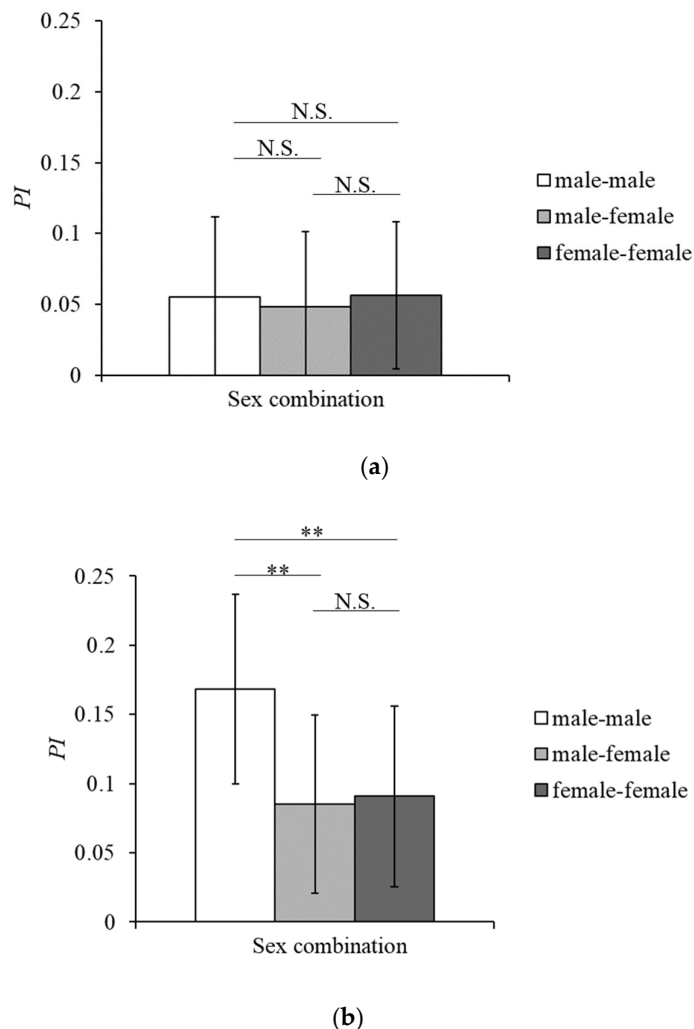 0.25
0.2
0.15
0.1
0.05
0
PI
N.S.
N.S.
N.S.
Sex combination
male-male
male-female
female-female
(a)
0.25
0.2
0.15
0.1
0.05
0
PI
**
**
N.S.
Sex combination
male-male
male-female
female-female
(b)